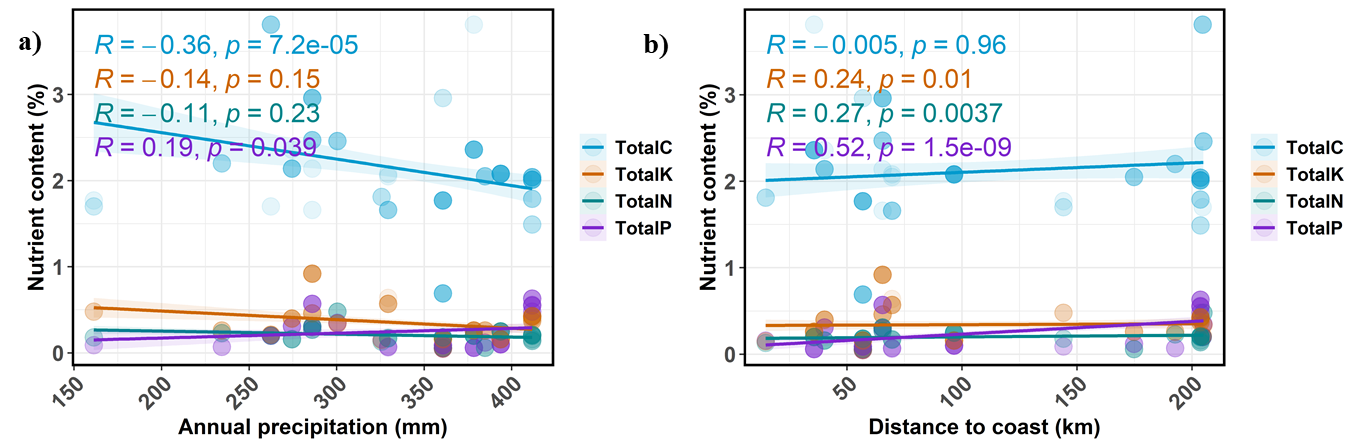 a)
R = −0.36, p = 7.2e-05
R = −0.14, p = 0.15
R = −0.11, p = 0.23
R = 0.19, p = 0.039
Nutrient content (%)
3
2
1
0
150 200 250 300 350 400
Annual precipitation (mm)
TotalC
TotalK
TotalN
TotalP
b)
R = −0.005, p = 0.96
R = 0.24, p = 0.01
R = 0.27, p = 0.0037
R = 0.52, p = 1.5e-09
Nutrient content (%)
3
2
1
0
50 100 150 200
Distance to coast (km)
TotalC
TotalK
TotalN
TotalP